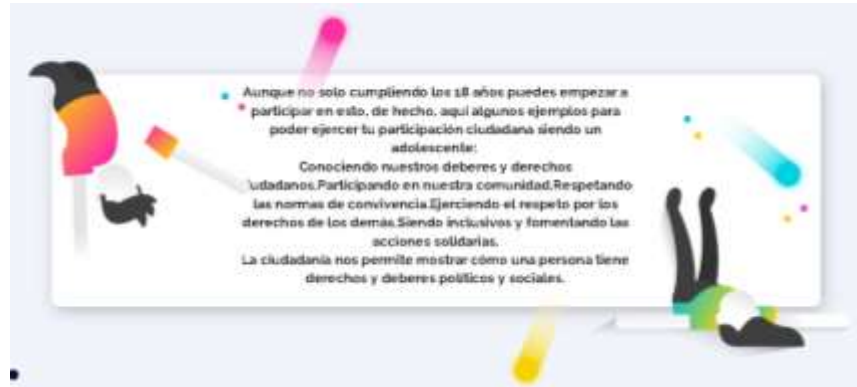 Aunque no solo cumpliendo los 18 años puedes empezar a
participar en esto, de hecho, aquí algunos ejemplos para
poder ejercer tu participación ciudadana siendo un
adolescente:
Conociendo nuestros deberes y derechos
udadanos.Participando en nuestra comunidad.Respetando
las normas de convivencia.Ejerciendo el respeto por los
derechos de los demás.Siendo inclusivos y fomentando las
acciones solidarias.
La ciudadanía nos permite mostrar cómo una persona tiene
derechos y deberes políticos y sociales.